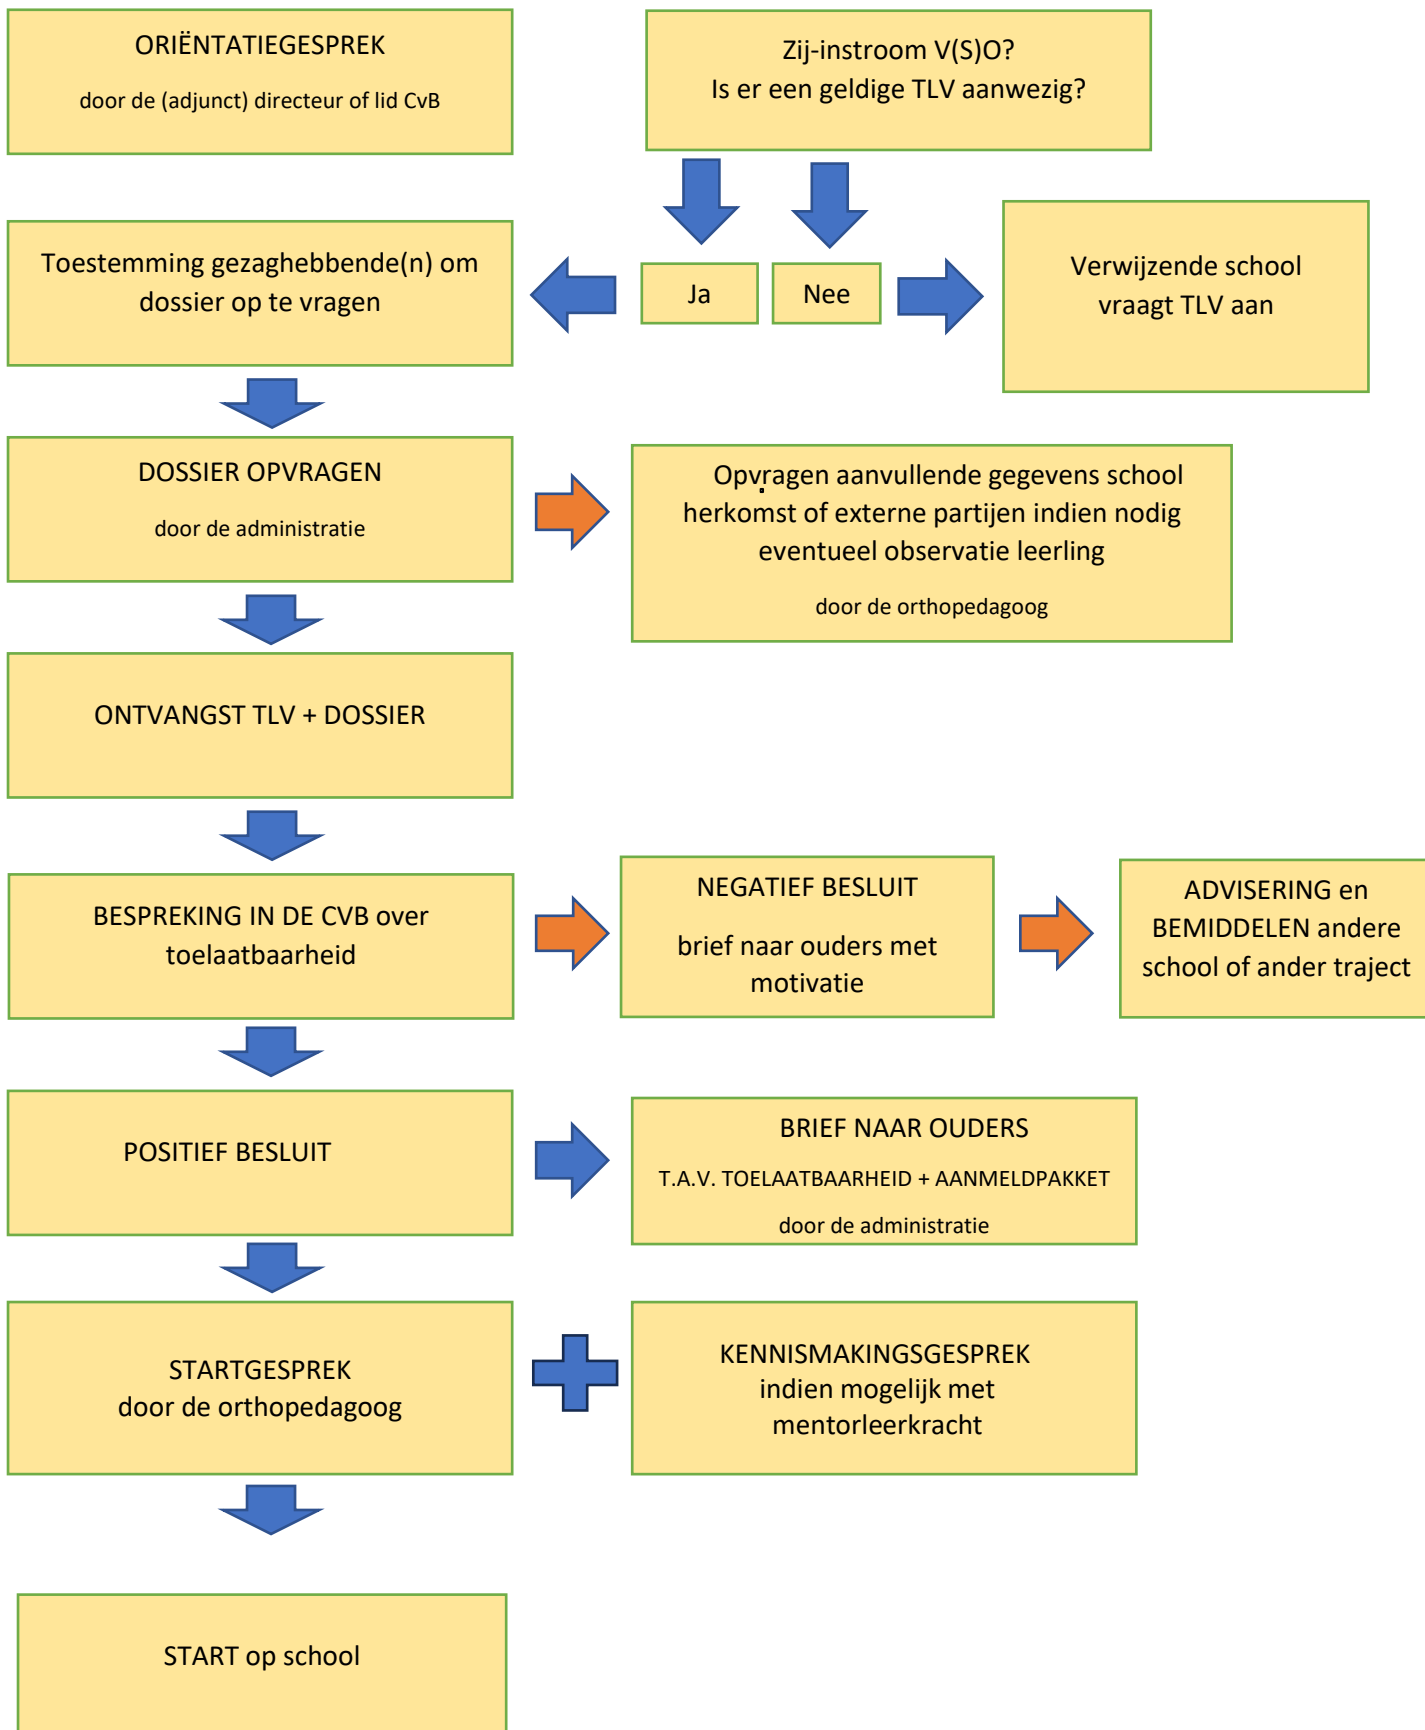 ORIËNTATIEGESPREK
door de (adjunct) directeur of lid CvB
Zij-instroom V(S)O?
Is er een geldige TLV aanwezig?
Toestemming gezaghebbende(n) om
dossier op te vragen
Ja
Nee
Verwijzende school
vraagt TLV aan
DOSSIER OPVRAGEN
door de administratie
Opvragen aanvullende gegevens school
herkomst of externe partijen indien nodig
eventueel observatie leerling
door de orthopedagoog
ONTVANGST TLV + DOSSIER
BESPREKING IN DE CVB over
toelaatbaarheid
NEGATIEF BESLUIT
brief naar ouders met
motivatie
ADVISERING en
BEMIDDELEN andere
school of ander traject
POSITIEF BESLUIT
BRIEF NAAR OUDERS
T.A.V. TOELAATBAARHEID + AANMELDPAKKET
door de administratie
STARTGESPREK
door de orthopedagoog
KENNISMAKINGSGESPREK
indien mogelijk met
mentorleerkracht
START op school